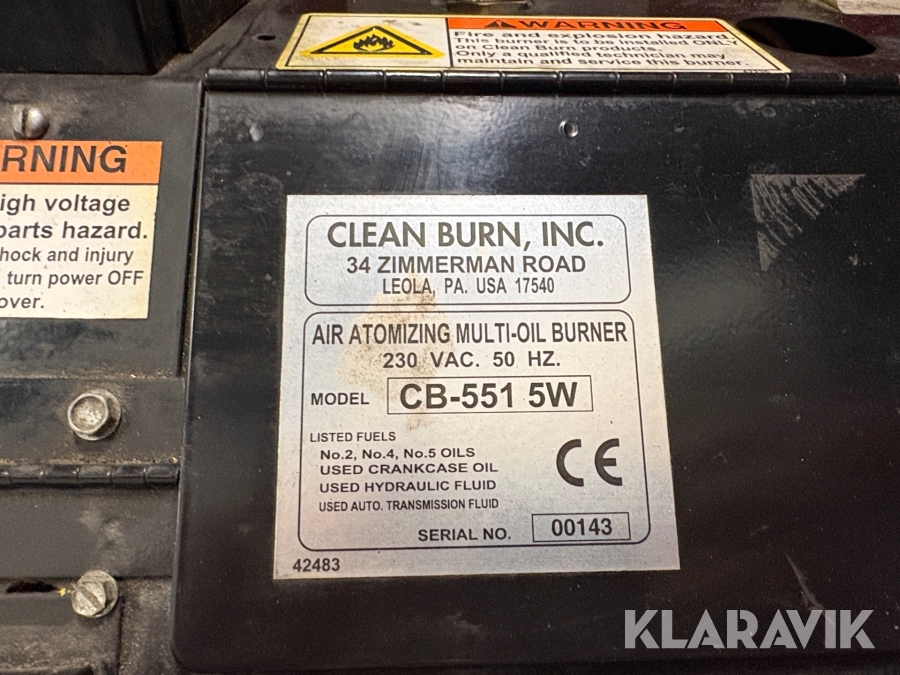 WARNING
Fire and explosion hazard.
This burner is to be installed ONLY
on Clean Burn products.
Only a qualified technician may
maintain and service this burner.
RNING
igh voltage
parts hazard.
hock and injury
turn power OFF
over.
CLEAN BURN, INC.
34 ZIMMERMAN ROAD
LEOLA, PA. USA 17540
AIR ATOMIZING MULTI-OIL BURNER
230 VAC. 50 HZ.
MODEL CB-551 5W
LISTED FUELS
No.2, No.4, No.5 OILS
USED CRANKCASE OIL
USED HYDRAULIC FLUID
USED AUTO. TRANSMISSION FLUID
CE
SERIAL NO. 00143
42483
KLARAVIK